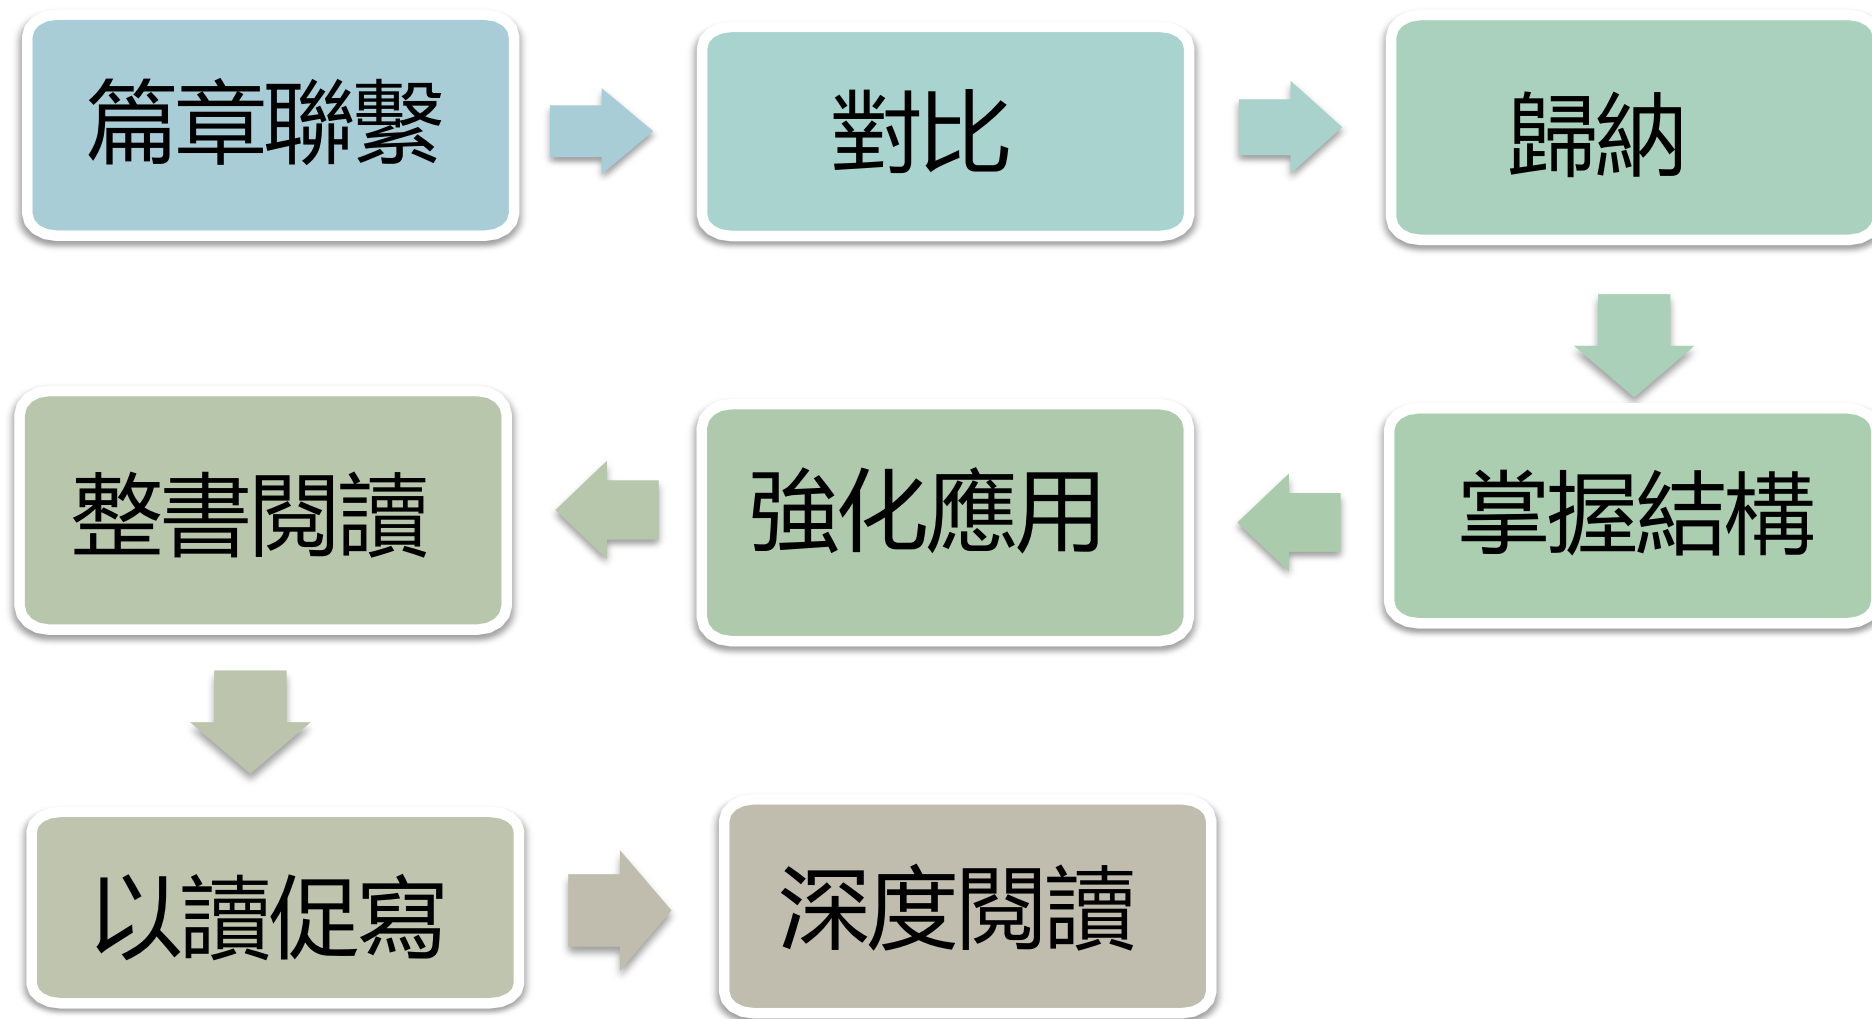 篇章聯繫
對比
歸納
掌握結構
強化應用
整書閱讀
以讀促寫
深度閱讀